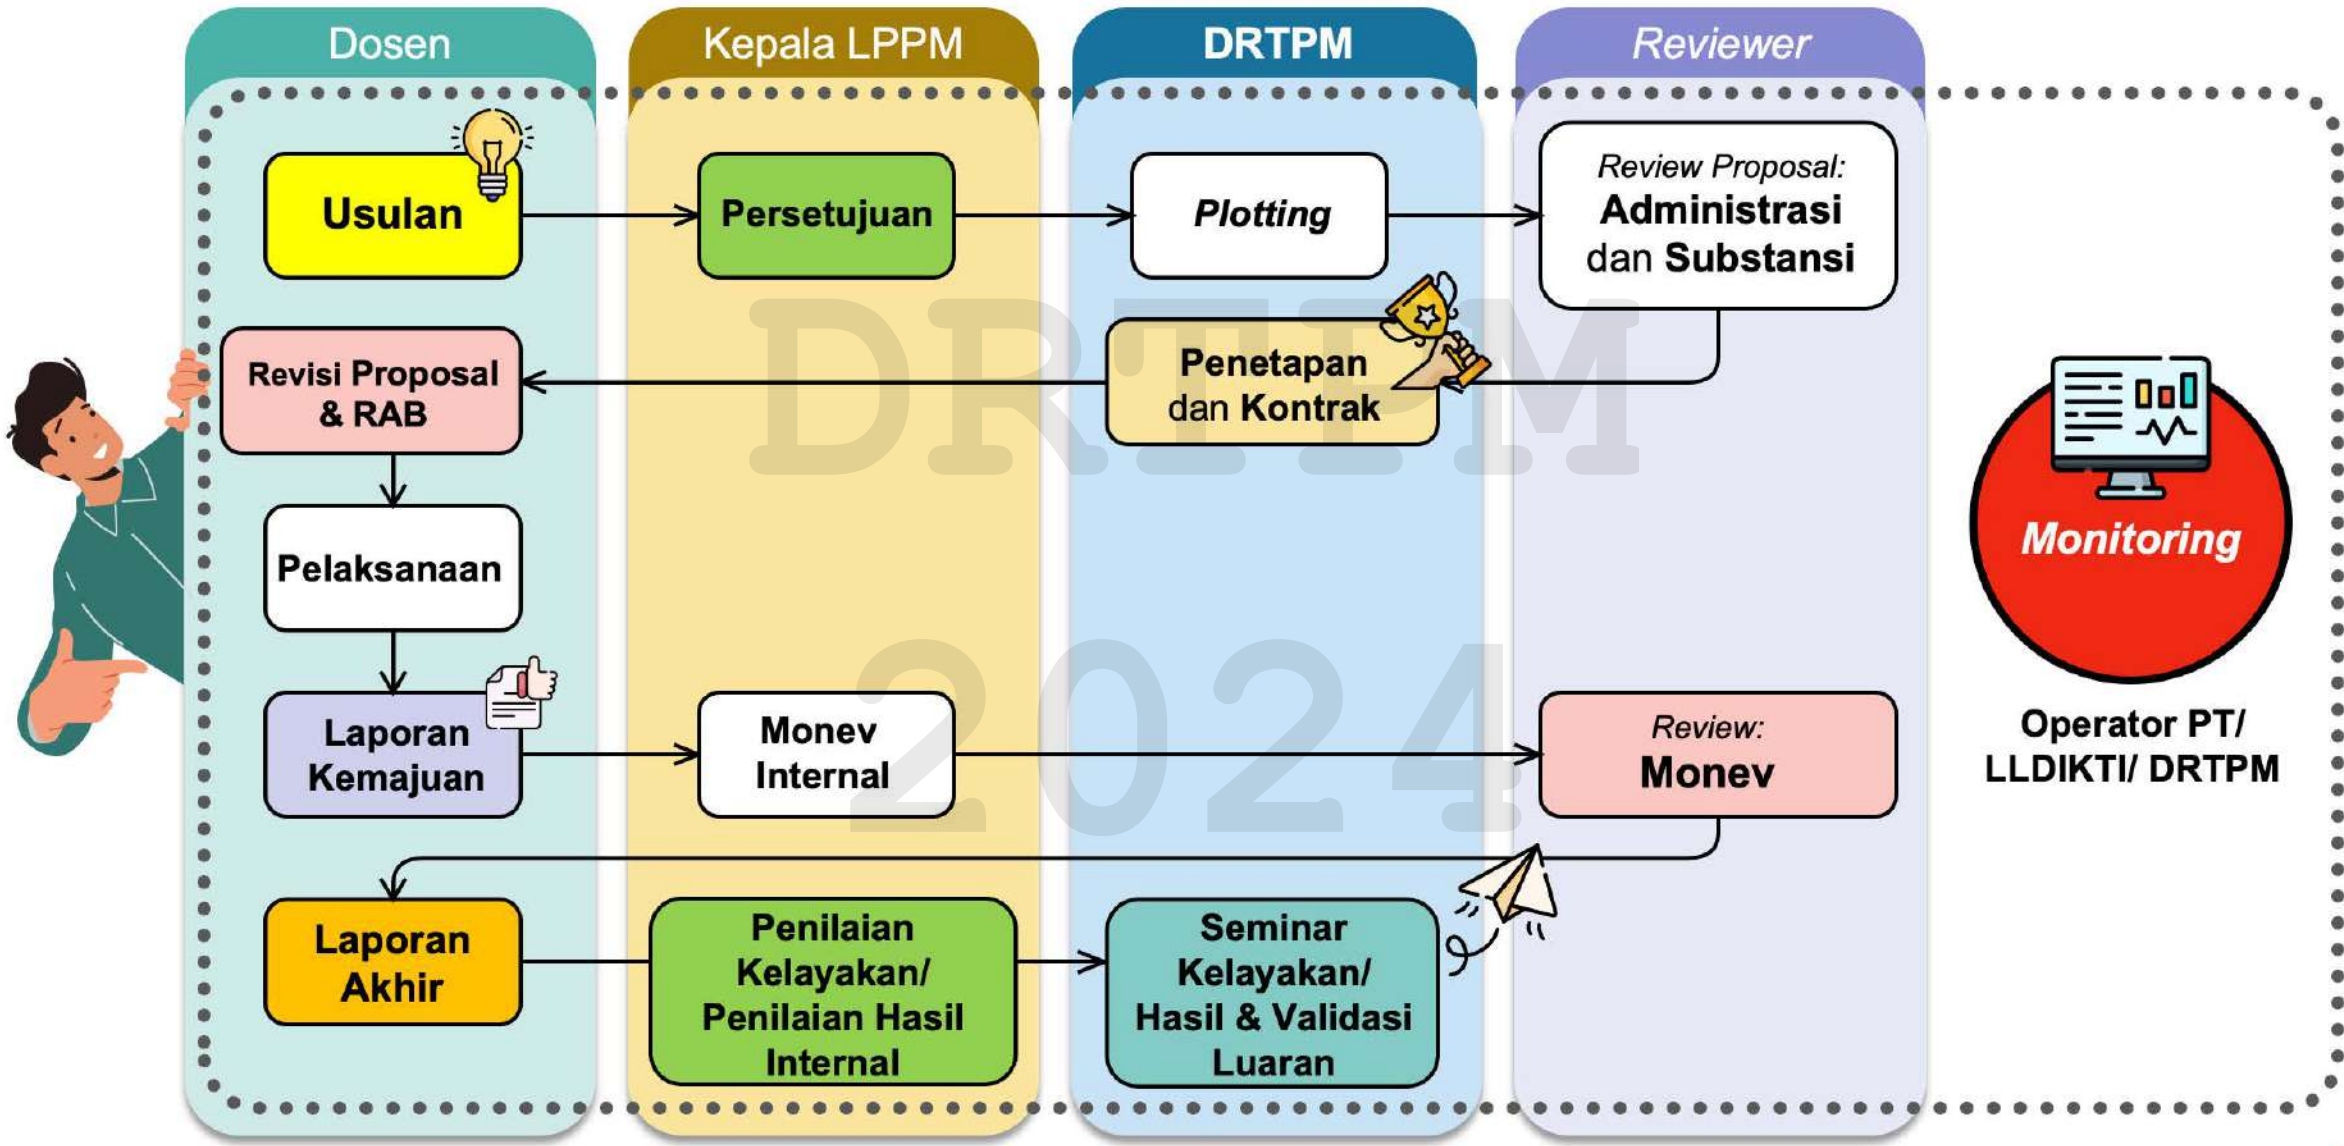 Dosen
Kepala LPPM
DRTPM
Reviewer
Usulan
Persetujuan
Plotting
Review Proposal:
Administrasi
dan Substansi
Revisi Proposal
& RAB
Penetapan
dan Kontrak
DRTPM
Pelaksanaan
Monitoring
Operator PT/
LLDIKTI/ DRTPM
2024
Laporan
Kemajuan
Monev
Internal
Review:
Monev
Laporan
Akhir
Penilaian
Kelayakan/
Penilaian Hasil
Internal
Seminar
Kelayakan/
Hasil & Validasi
Luaran